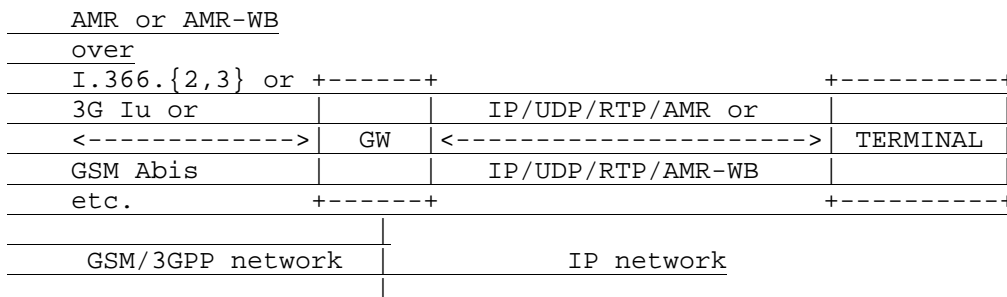 AMR or AMR-WB
over
I.366.{2,3} or +------+                              +----------+
3G Iu or       |      |   IP/UDP/RTP/AMR or          |          |
<------------->|  GW  |<---------------------->| TERMINAL |
GSM Abis       |      |   IP/UDP/RTP/AMR-WB          |          |
etc.           +------+                              +----------+
|
GSM/3GPP network   |          IP network
|